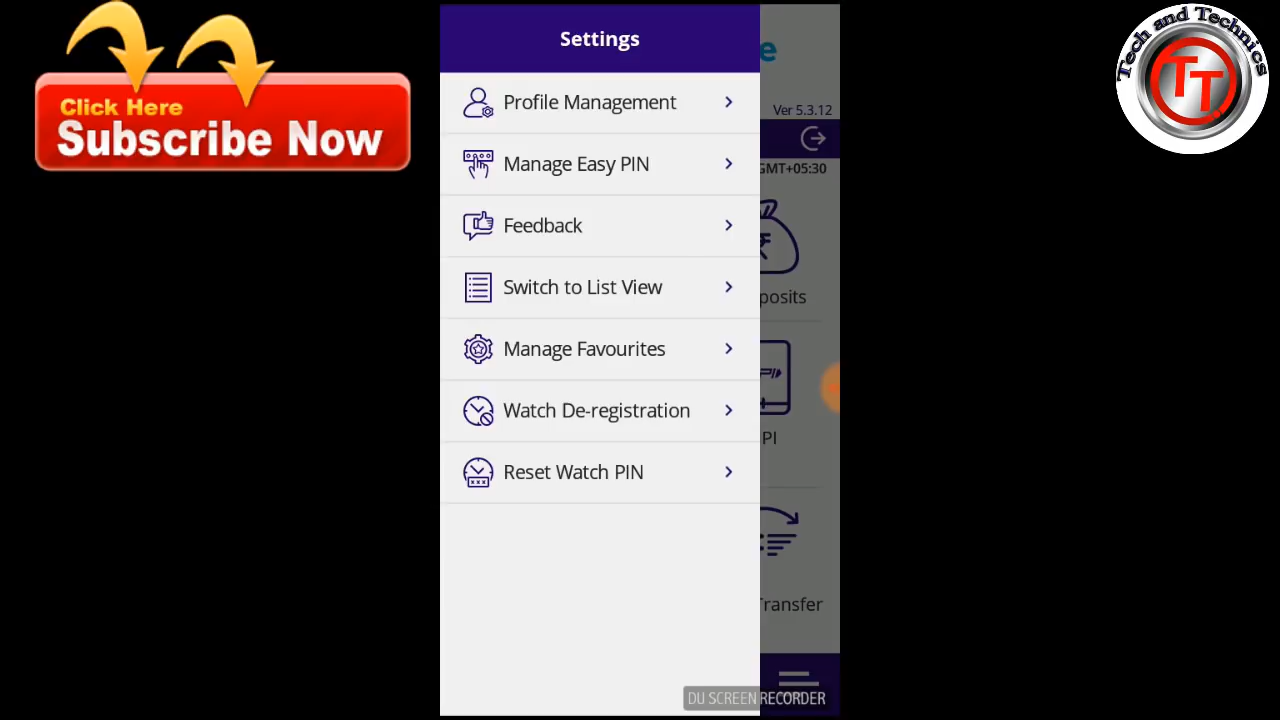 Click Here
Subscribe Now
Settings
Profile Management
Manage Easy PIN
Feedback
Switch to List View
Manage Favourites
Watch De-registration
Reset Watch PIN
e
Ver 5.3.12
GMT+05:30
posits
PI
Transfer
DU SCREEN RECORDER
Tech and Technics
TT